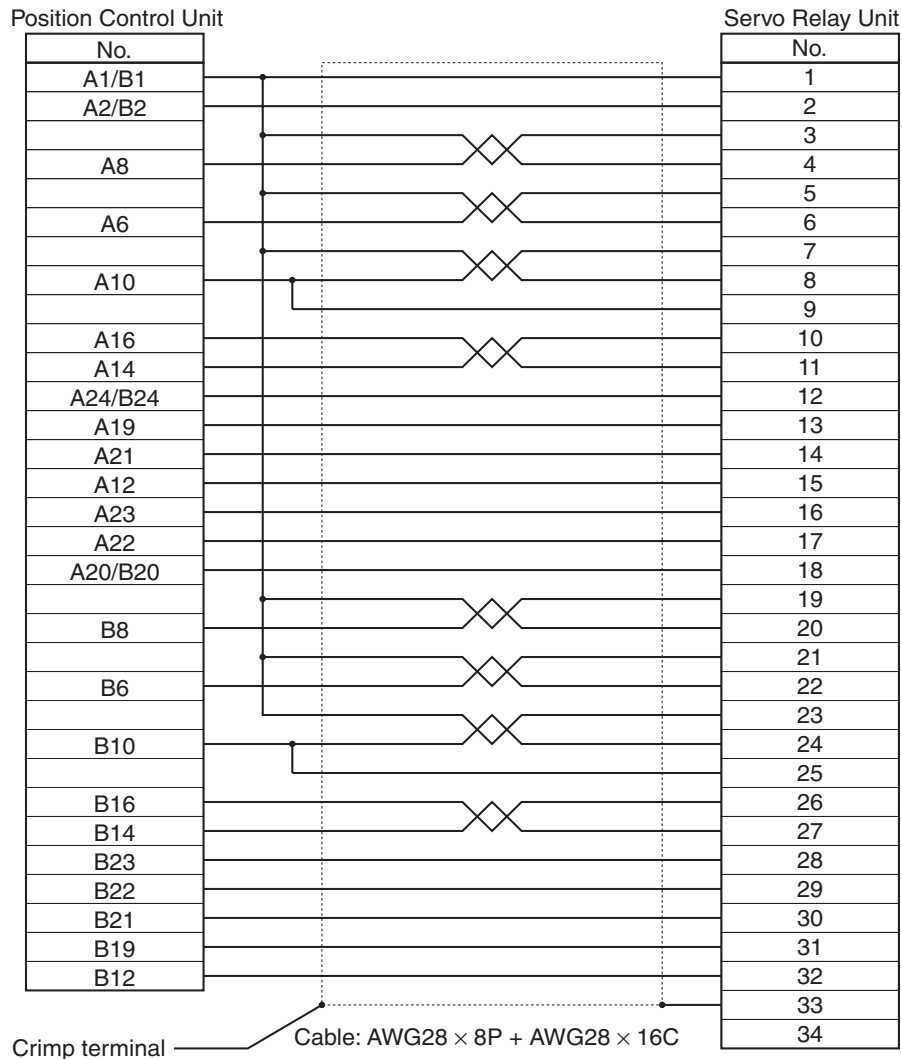 Position Control Unit Servo Relay Unit
No. No.
A1/B1 1
A2/B2 2
3
A8 4
5
A6 6
7
A10 8
9
A16 10
A14 11
A24/B24 12
A19 13
A21 14
A12 15
A23 16
A22 17
A20/B20 18
19
B8 20
21
B6 22
23
B10 24
25
B16 26
B14 27
B23 28
B22 29
B21 30
B19 31
B12 32
33
34
Cable: AWG28 × 8P + AWG28 × 16C
Crimp terminal